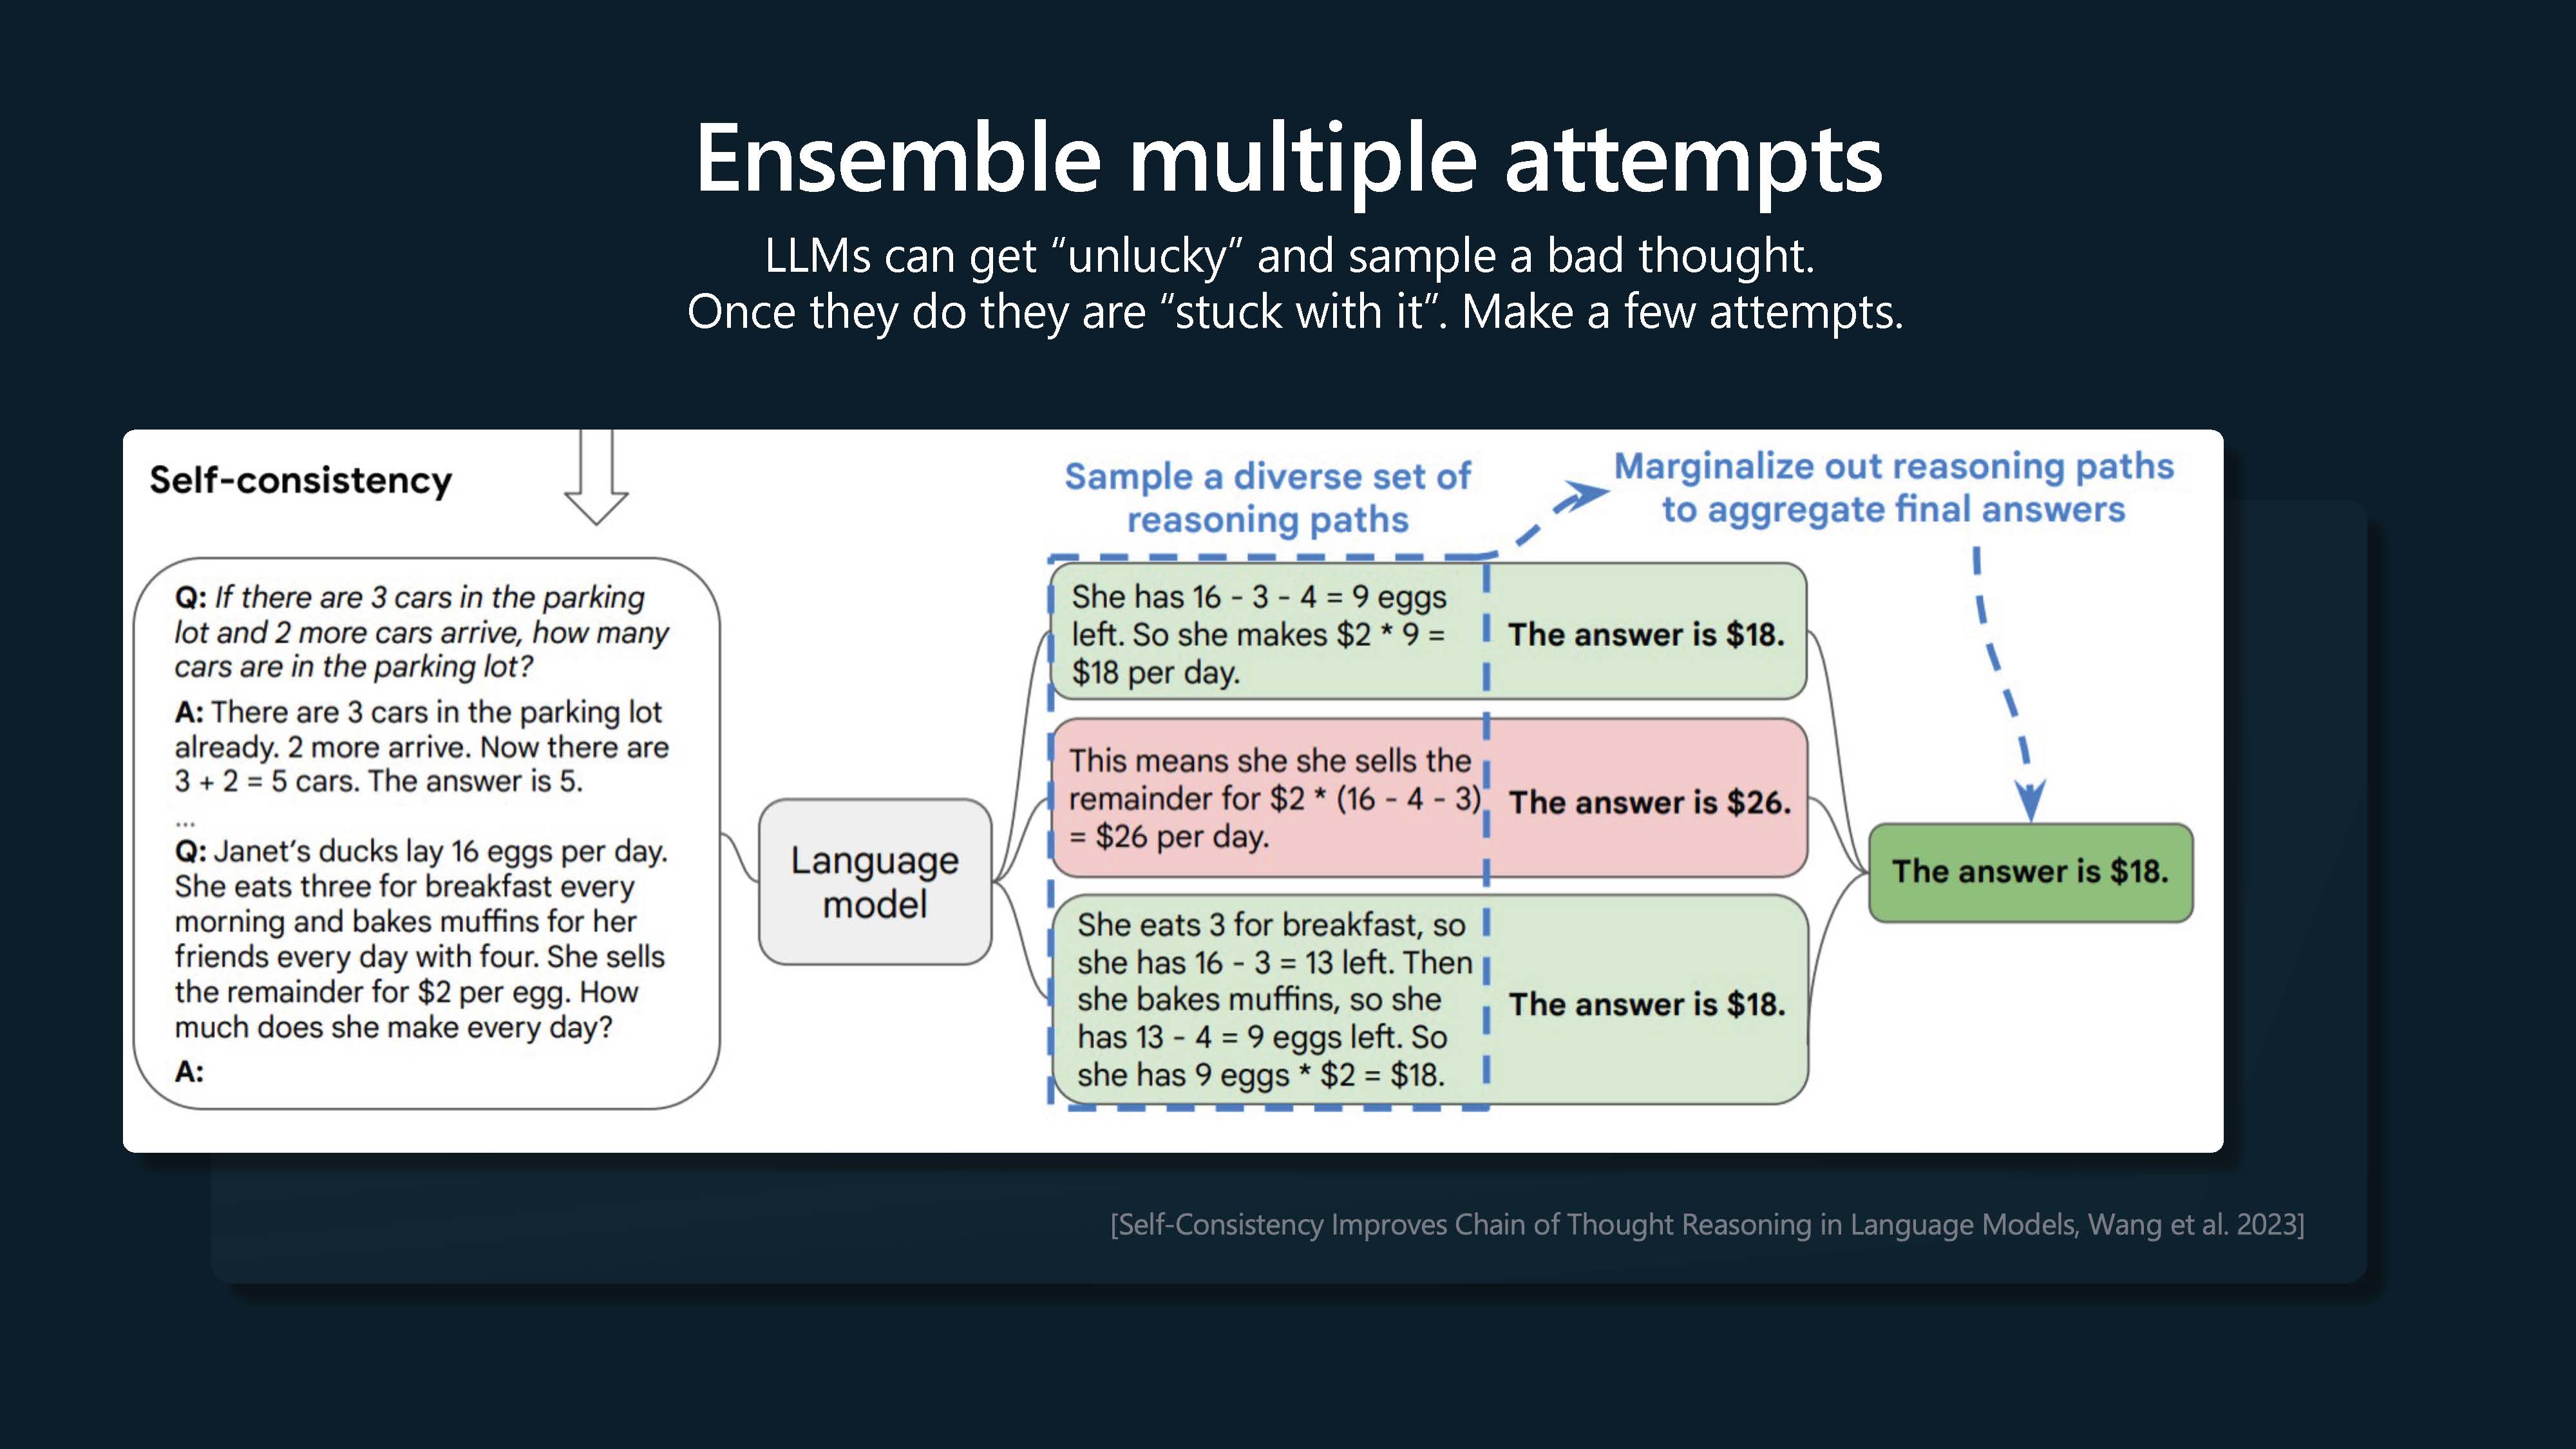 Ensemble multiple attempts
LLMs can get “unlucky” and sample a bad thought.
Once they do they are “stuck with it”. Make a few attempts.
Self-consistency
Q: If there are 3 cars in the parking
lot and 2 more cars arrive, how many
cars are in the parking lot?
A: There are 3 cars in the parking lot
already. 2 more arrive. Now there are
3 + 2 = 5 cars. The answer is 5.
...
Q: Janet’s ducks lay 16 eggs per day.
She eats three for breakfast every
morning and bakes muffins for her
friends every day with four. She sells
the remainder for $2 per egg. How
much does she make every day?
A:
Language
model
Sample a diverse set of
reasoning paths
She has 16 - 3 - 4 = 9 eggs
left. So she makes $2 * 9 =
$18 per day.
The answer is $18.
This means she she sells the
remainder for $2 * (16 - 4 - 3)
= $26 per day.
The answer is $26.
She eats 3 for breakfast, so
she has 16 - 3 = 13 left. Then
she bakes muffins, so she
has 13 - 4 = 9 eggs left. So
she has 9 eggs * $2 = $18.
The answer is $18.
Marginalize out reasoning paths
to aggregate final answers
The answer is $18.
[Self-Consistency Improves Chain of Thought Reasoning in Language Models, Wang et al. 2023]